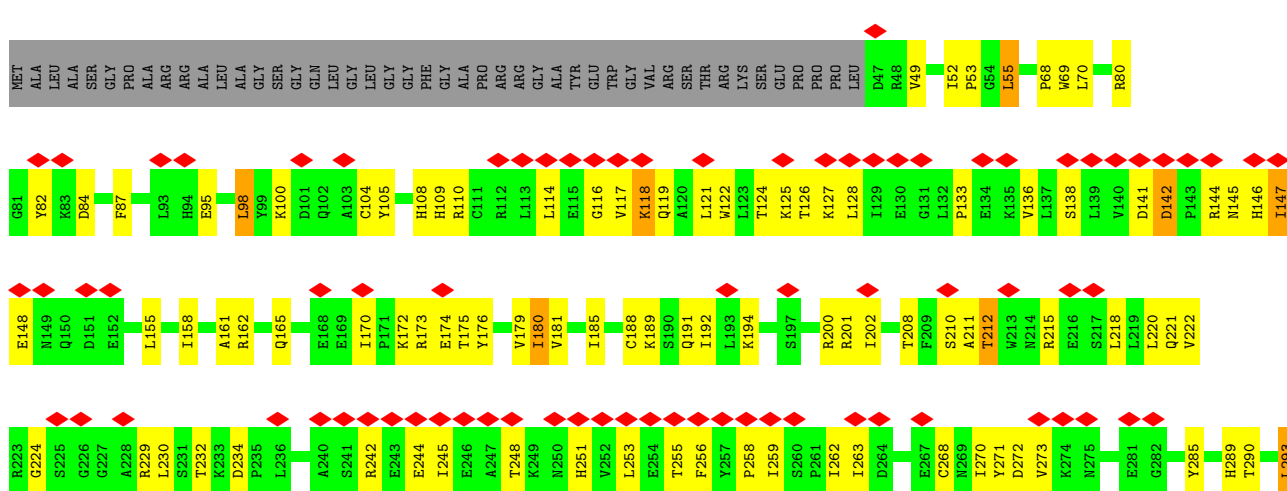 MET ALA LEU ALA SER GLY PRO ALA ARG ARG ALA LEU ALA GLY SER GLY GLN LEU GLY LEU GLY GLY PHE GLY ALA PRO ARG ARG GLY ALA TYR GLU TRP GLY VAL ARG SER THR ARG LYS SER GLU PRO PRO PRO LEU D47 R48 V49 I52 P53 G54 L55 P68 W69 L70 R80
G81 Y82 K83 D84 F87 L93 H94 E95 L98 Y99 K100 D101 Q102 A103 C104 Y105 H108 H109 R110 C111 R112 L113 L114 E115 G116 V117 K118 Q119 A120 L121 W122 L123 T124 K125 T126 K127 L128 I129 E130 G131 L132 P133 E134 K135 V136 L137 S138 L139 V140 D141 D142 P143 R144 N145 H146 I147
E148 N149 Q150 D151 E152 L155 I158 A161 R162 Q165 E168 E169 I170 P171 K172 R173 E174 T175 Y176 V179 I180 V181 I185 C188 K189 S190 Q191 I192 L193 K194 S197 R200 R201 I202 T208 F209 S210 A211 T212 W213 N214 R215 E216 S217 L218 L219 L220 Q221 V222
R223 G224 S225 G226 G227 A228 R229 L230 S231 T232 K233 D234 P235 L236 A240 S241 R242 E243 E244 I245 E246 A247 T248 K249 N250 H251 V252 L253 E254 T255 F256 Y257 P258 I259 S260 P261 I262 I263 D264 E267 C268 N269 I270 Y271 D272 V273 K274 N275 E281 G282 Y285 H289 T290